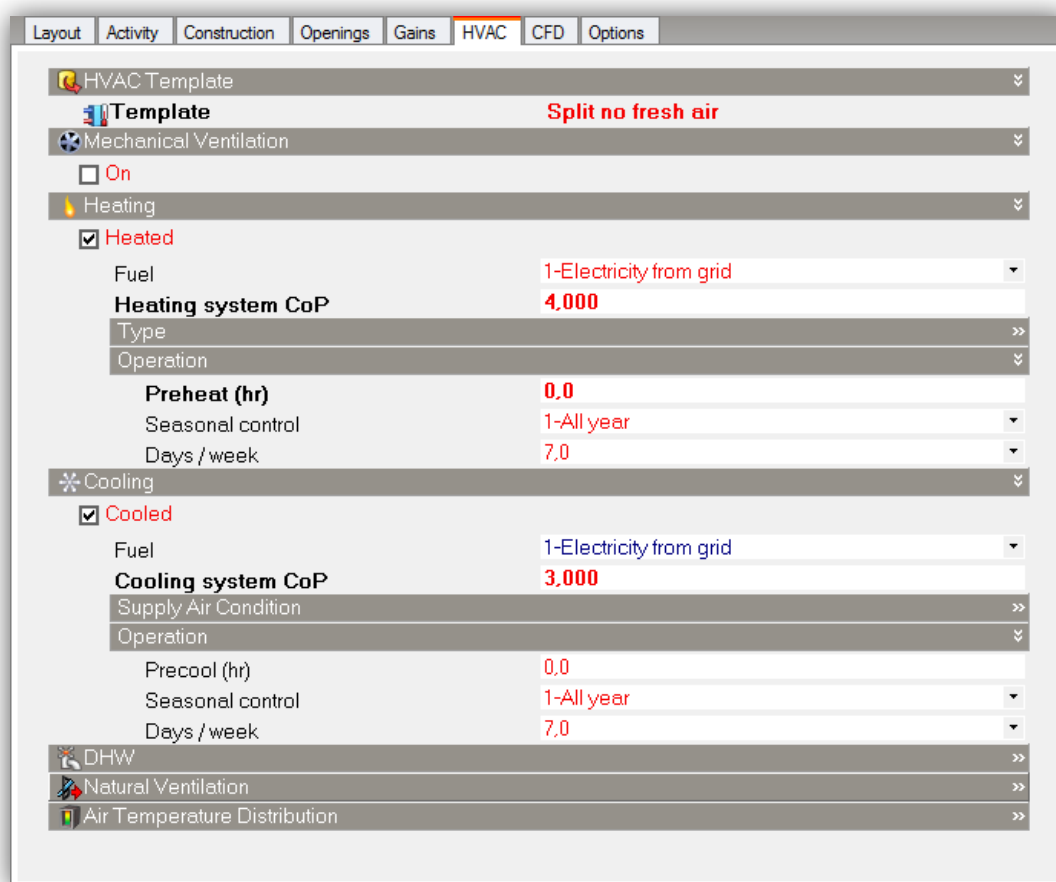 Layout Activity Construction Openings Gains HVAC CFD Options
HVAC Template
Template Split no fresh air
Mechanical Ventilation
On
Heating
Heated
Fuel 1-Electricity from grid
Heating system CoP 4,000
Type
Operation
Preheat (hr) 0,0
Seasonal control 1-All year
Days / week 7,0
Cooling
Cooled
Fuel 1-Electricity from grid
Cooling system CoP 3,000
Supply Air Condition
Operation
Precool (hr) 0,0
Seasonal control 1-All year
Days / week 7,0
DHW
Natural Ventilation
Air Temperature Distribution